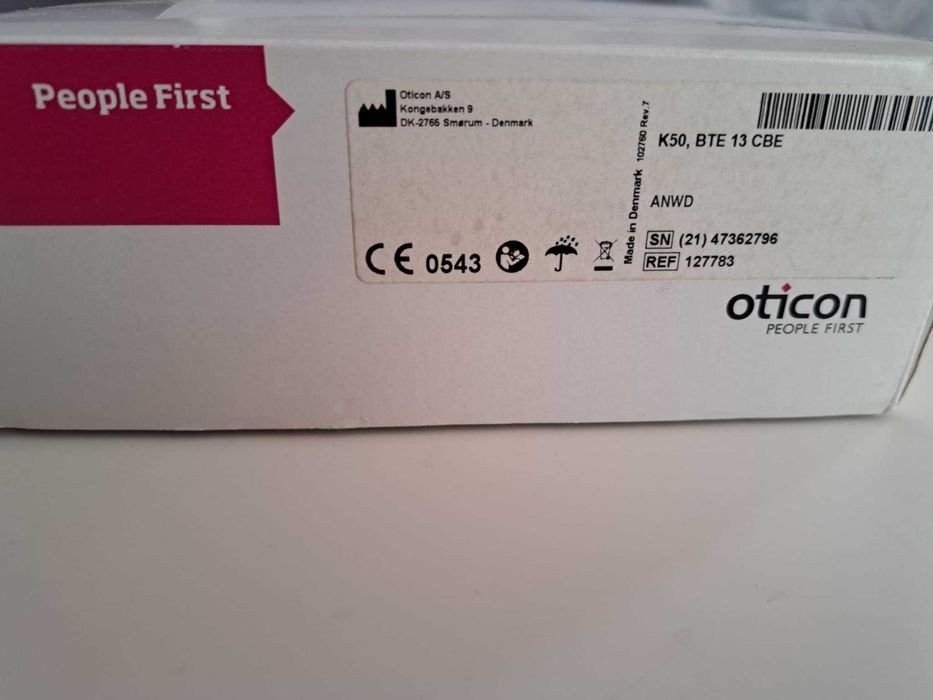 People First
Oticon A/S
Kongebakken 9
DK-2765 Smørum - Denmark
CE 0543
Made in Denmark 102760 Rev.7
K50, BTE 13 CBE
ANWD
SN (21) 47362796
REF 127783
oticon
PEOPLE FIRST